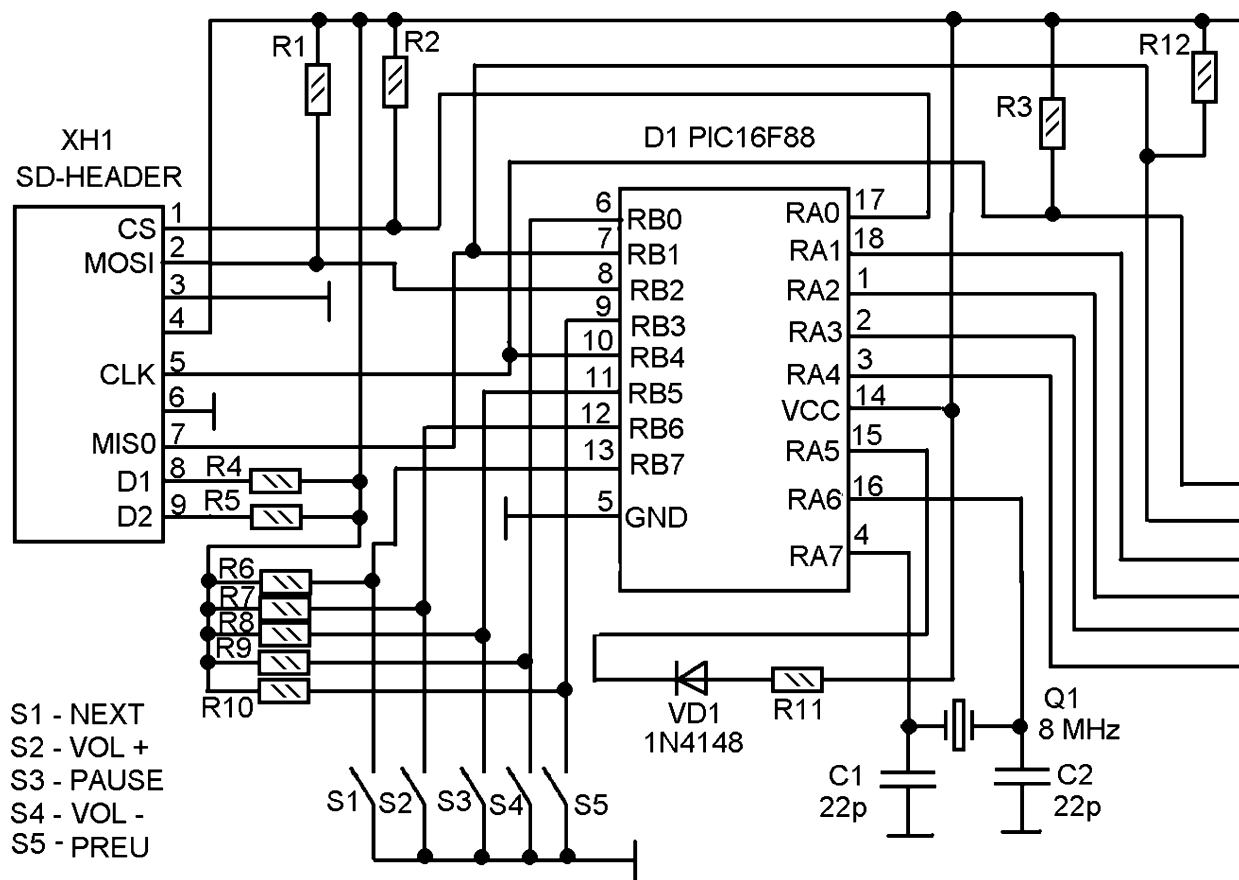 R1
R2
R3
R12
XH1
SD-HEADER
D1 PIC16F88
CS 1
MOSI 2
3
4
CLK 5
6
MIS0 7
D1 8
D2 9
R4
R5
6 RB0
7 RB1
8 RB2
9 RB3
10 RB4
11 RB5
12 RB6
13 RB7
5 GND
RA0 17
RA1 18
RA2 1
RA3 2
RA4 3
VCC 14
RA5 15
RA6 16
RA7 4
R6
R7
R8
R9
R10
VD1
1N4148
R11
Q1
8 MHz
C1
22p
C2
22p
S1
S2
S3
S4
S5
S1 - NEXT
S2 - VOL +
S3 - PAUSE
S4 - VOL -
S5 - PREU